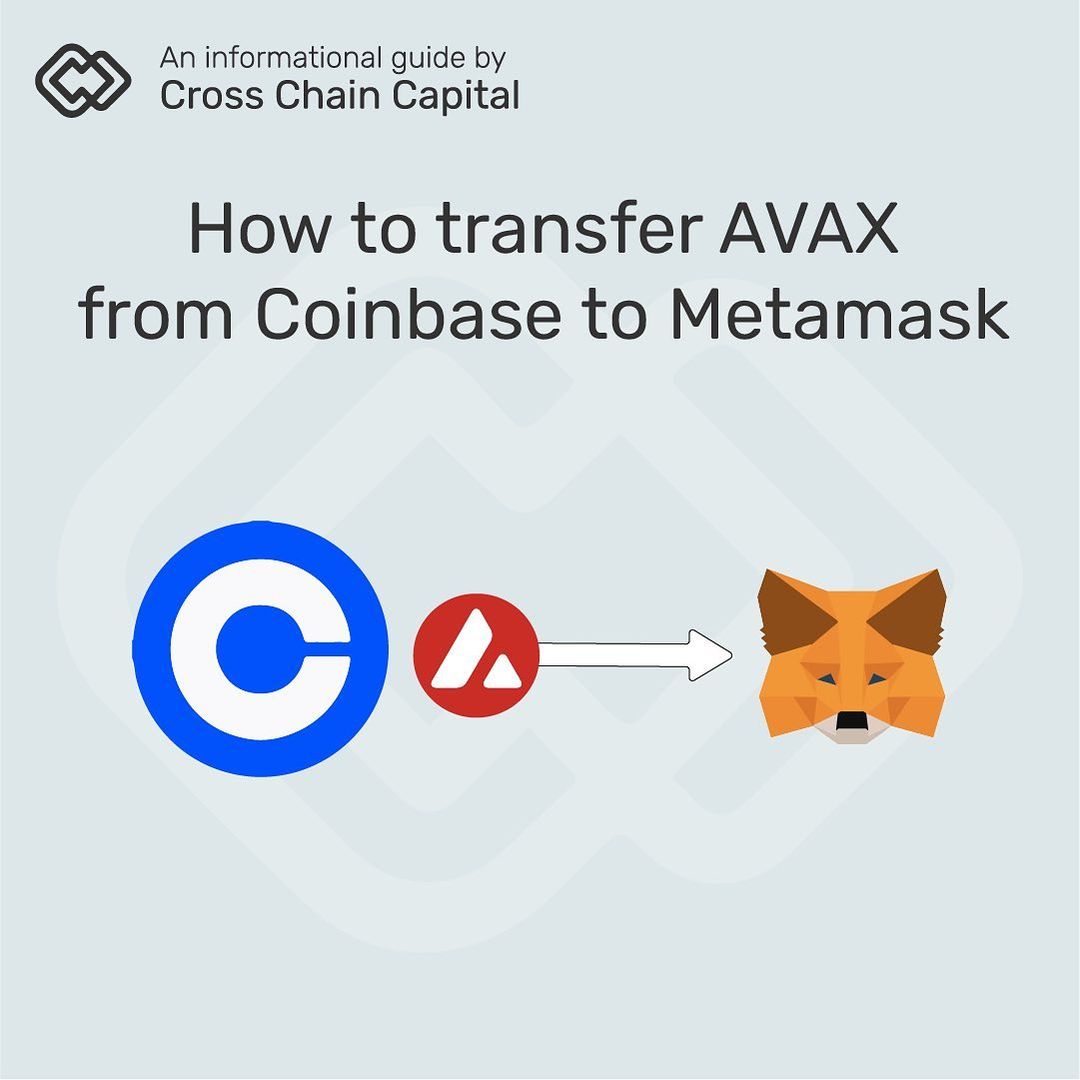 An informational guide by
Cross Chain Capital
How to transfer AVAX
from Coinbase to Metamask